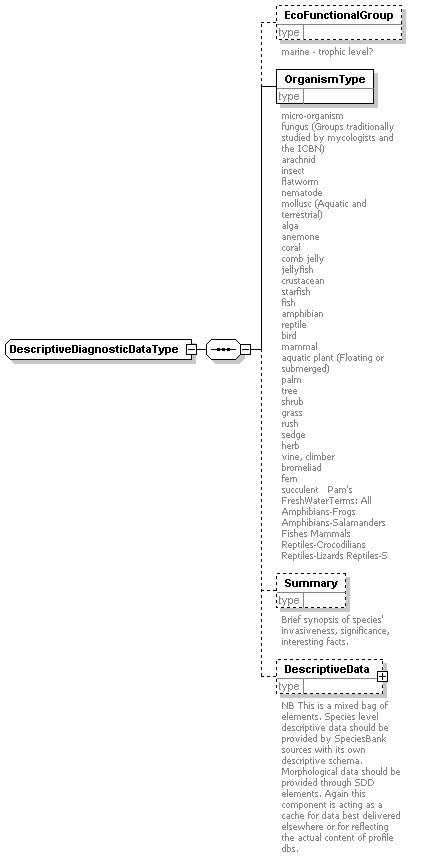 EcoFunctionalGroup
type
marine - trophic level?
OrganismType
type
micro-organism
fungus (Groups traditionally
studied by mycologists and
the ICBN)
arachnid
insect
flatworm
nematode
mollusc (Aquatic and
terrestrial)
alga
anemone
coral
comb jelly
jellyfish
crustacean
starfish
fish
amphibian
reptile
bird
mammal
aquatic plant (Floating or
submerged)
palm
tree
shrub
grass
rush
sedge
herb
vine, climber
bromeliad
fern
succulent Pam's
FreshWaterTerms: All
Amphibians-Frogs
Amphibians-Salamanders
Fishes Mammals
Reptiles-Crocodilians
Reptiles-Lizards Reptiles-S
DescriptiveDiagnosticDataType
Summary
type
Brief synopsis of species'
invasiveness, significance,
interesting facts.
DescriptiveData
type
NB This is a mixed bag of
elements. Species level
descriptive data should be
provided by SpeciesBank
sources with its own
descriptive schema.
Morphological data should be
provided through SDD
elements. Again this
component is acting as a
cache for data best delivered
elsewhere or for reflecting
the actual content of profile
dbs.